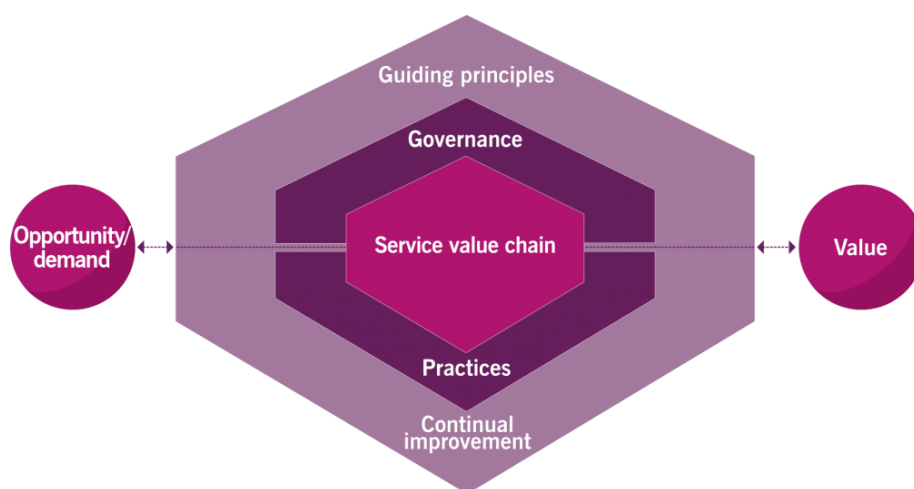 Guiding principles
Governance
Opportunity/
demand
Service value chain
Value
Practices
Continual
improvement